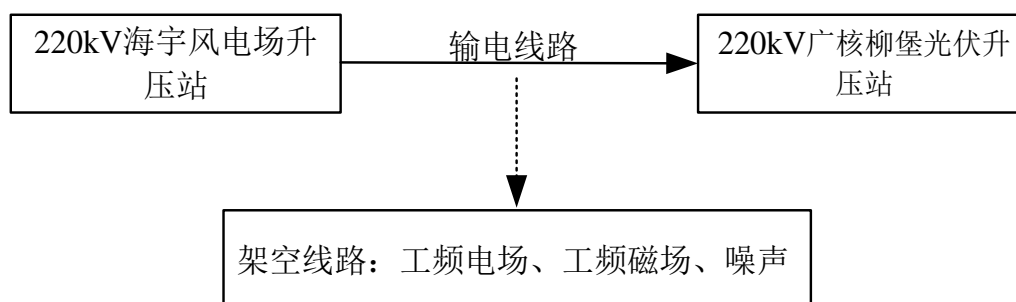 220kV海宇风电场升
压站
输电线路
220kV广核柳堡光伏升
压站
架空线路：工频电场、工频磁场、噪声